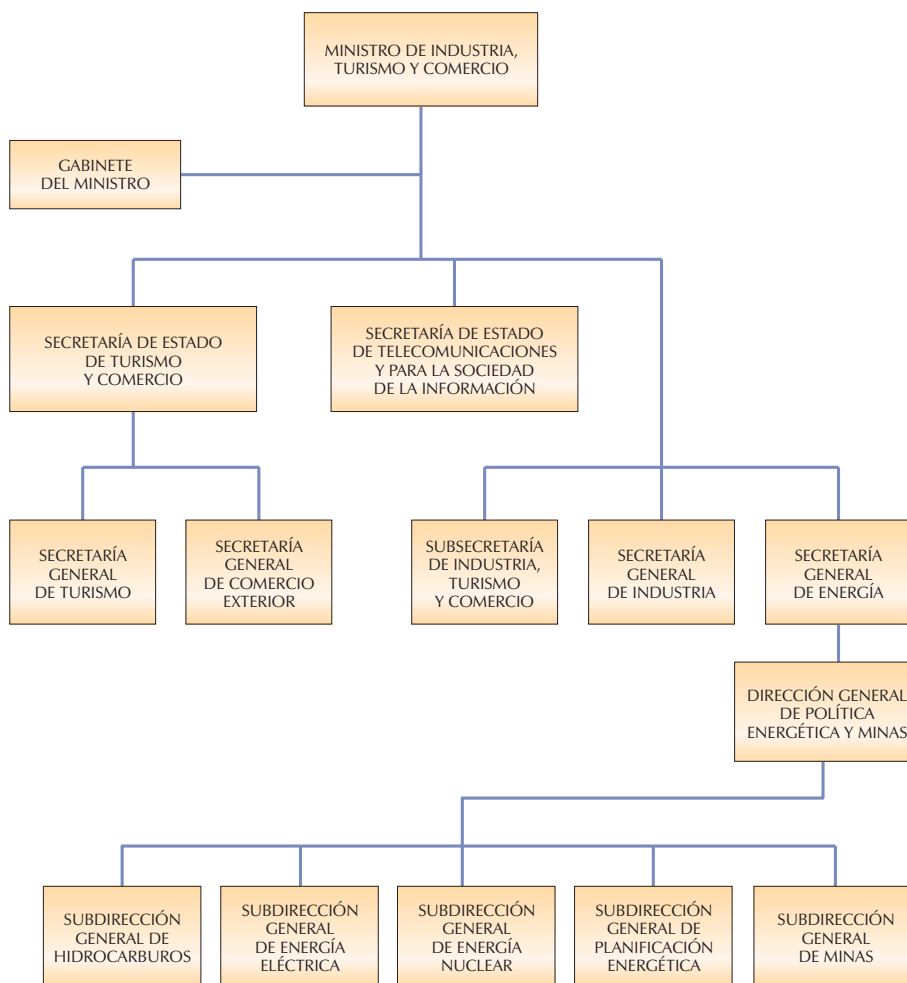 MINISTRO DE INDUSTRIA,
TURISMO Y COMERCIO
GABINETE
DEL MINISTRO
SECRETARÍA DE ESTADO
DE TURISMO
Y COMERCIO
SECRETARÍA DE ESTADO
DE TELECOMUNICACIONES
Y PARA LA SOCIEDAD
DE LA INFORMACIÓN
SECRETARÍA
GENERAL
DE TURISMO
SECRETARÍA
GENERAL
DE COMERCIO
EXTERIOR
SUBSECRETARÍA
DE INDUSTRIA,
TURISMO
Y COMERCIO
SECRETARÍA
GENERAL
DE INDUSTRIA
SECRETARÍA
GENERAL
DE ENERGÍA
DIRECCIÓN GENERAL
DE POLÍTICA
ENERGÉTICA Y MINAS
SUBDIRECCIÓN
GENERAL DE
HIDROCARBUROS
SUBDIRECCIÓN
GENERAL
DE ENERGÍA
ELÉCTRICA
SUBDIRECCIÓN
GENERAL
DE ENERGÍA
NUCLEAR
SUBDIRECCIÓN
GENERAL DE
PLANIFICACIÓN
ENERGÉTICA
SUBDIRECCIÓN
GENERAL
DE MINAS